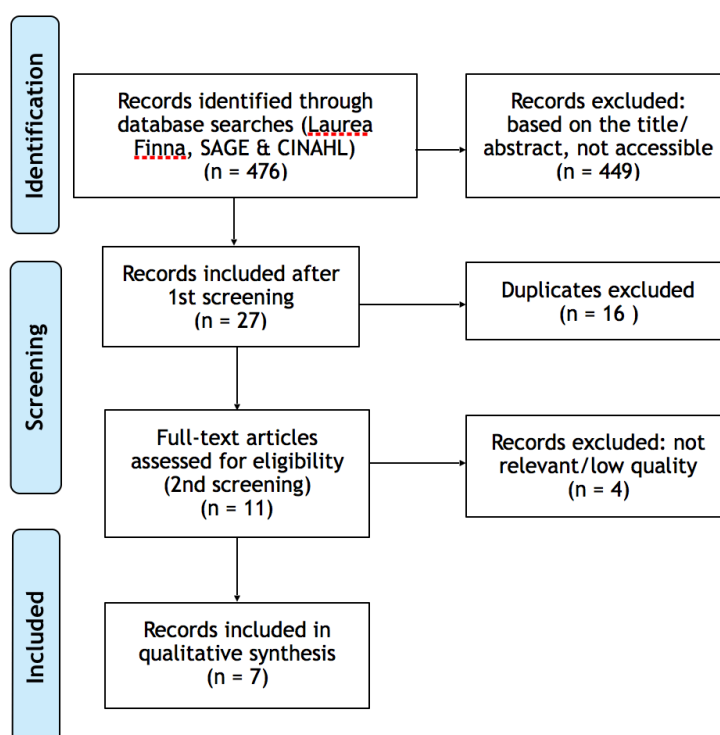 Identification
Records identified through
database searches (Laurea
Finna, SAGE & CINAHL)
(n = 476)
Records excluded:
based on the title/
abstract, not accessible
(n = 449)
Screening
Records included after
1st screening
(n = 27)
Duplicates excluded
(n = 16 )
Full-text articles
assessed for eligibility
(2nd screening)
(n = 11)
Records excluded: not
relevant/low quality
(n = 4)
Included
Records included in
qualitative synthesis
(n = 7)